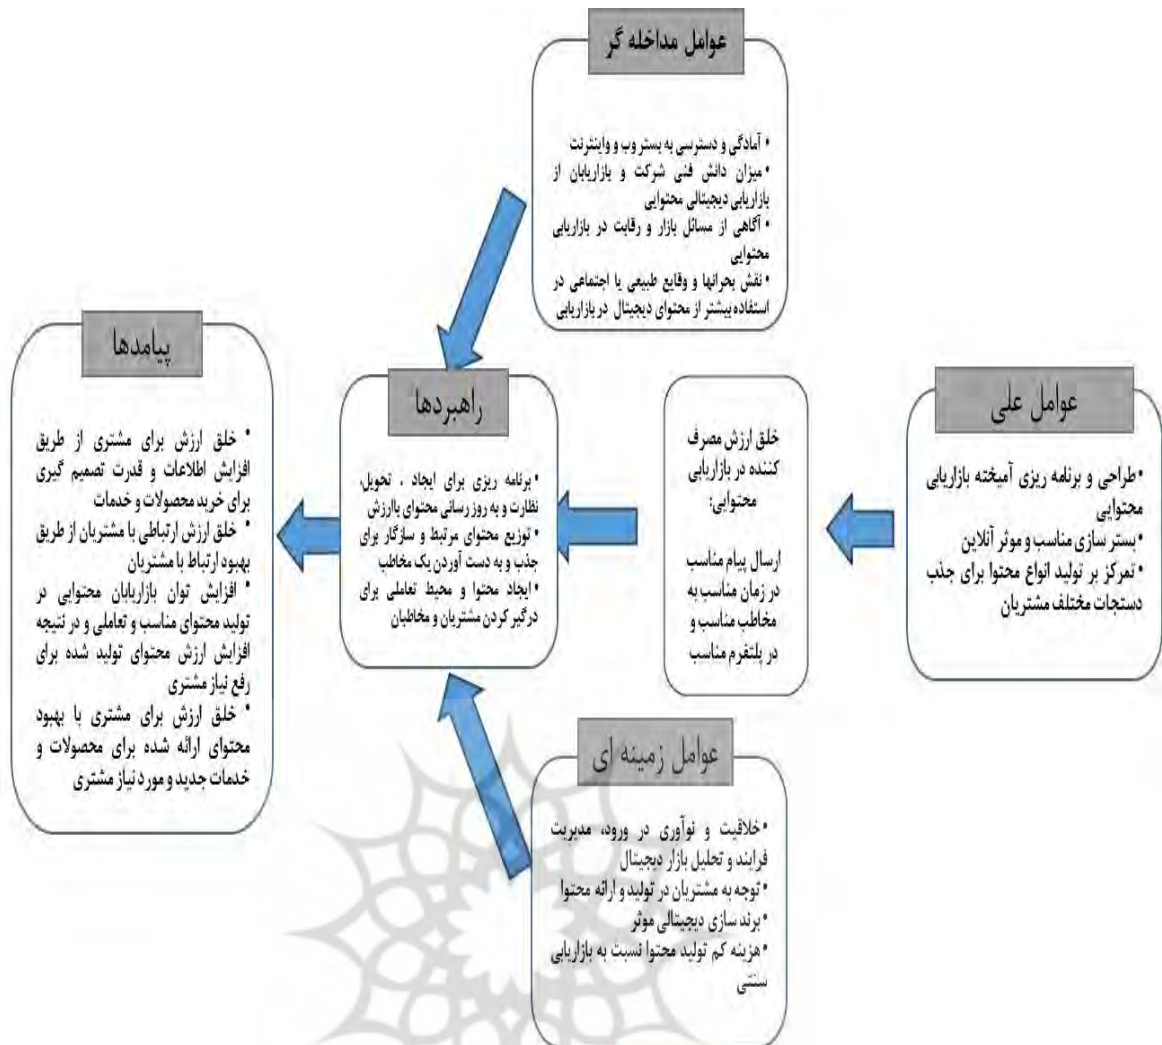 عوامل مداخله گر
• آمادگی و دسترسی به بستر وب و واینترنت
• میزان دانش فنی شرکت و بازاریابان از
بازاریابی دیجیتالی محتوایی
• آگاهی از مسائل بازار و رقابت در بازاریابی
محتوایی
• نقش بحرانها و وقایع طبیعی یا اجتماعی در
استفاده بیشتر از محتوای دیجیتال در بازاریابی
عوامل علی
•طراحی و برنامه ریزی آمیخته بازاریابی
محتوایی
•بستر سازی مناسب و موثر آنلاین
•تمرکز بر تولید انواع محتوا برای جذب
دستجات مختلف مشتریان
خلق ارزش مصرف
کننده در بازاریابی
محتوایی:
ارسال پیام مناسب
در زمان مناسب به
مخاطب مناسب و
در پلتفرم مناسب
راهبردها
•برنامه ریزی برای ایجاد ، تحویل،
نظارت و به روز رسانی محتوای باارزش
•توزیع محتوای مرتبط و سازگار برای
جذب و به دست آوردن یک مخاطب
•ایجاد محتوا و محیط تعاملی برای
درگیر کردن مشتریان و مخاطبان
پیامدها
• خلق ارزش برای مشتری از طریق
افزایش اطلاعات و قدرت تصمیم گیری
برای خرید محصولات و خدمات
• خلق ارزش ارتباطی با مشتریان از طریق
بهبود ارتباط با مشتریان
• افزایش توان بازاریابان محتوایی در
تولید محتوای مناسب و تعاملی و در نتیجه
افزایش ارزش محتوای تولید شده برای
رفع نیاز مشتری
• خلق ارزش برای مشتری با بهبود
محتوای ارائه شده برای محصولات و
خدمات جدید و مورد نیاز مشتری
عوامل زمینه ای
•خلاقیت و نوآوری در ورود، مدیریت
فرایند و تحلیل بازار دیجیتال
•توجه به مشتریان در تولید و ارائه محتوا
•برند سازی دیجیتالی موثر
•هزینه کم تولید محتوا نسبت به بازاریابی
سنتی